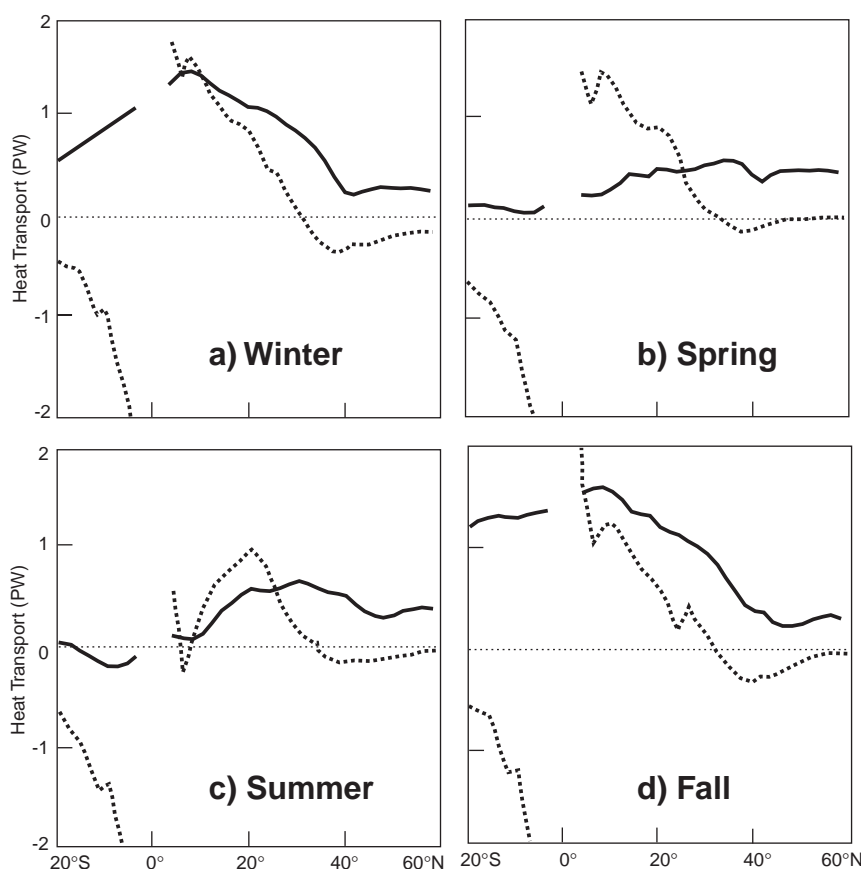 2
1
0
-1
-2
Heat Transport (PW)
a) Winter
b) Spring
2
1
0
-1
-2
Heat Transport (PW)
c) Summer
d) Fall
20°S 0° 20° 40° 60°N
20°S 0° 20° 40° 60°N